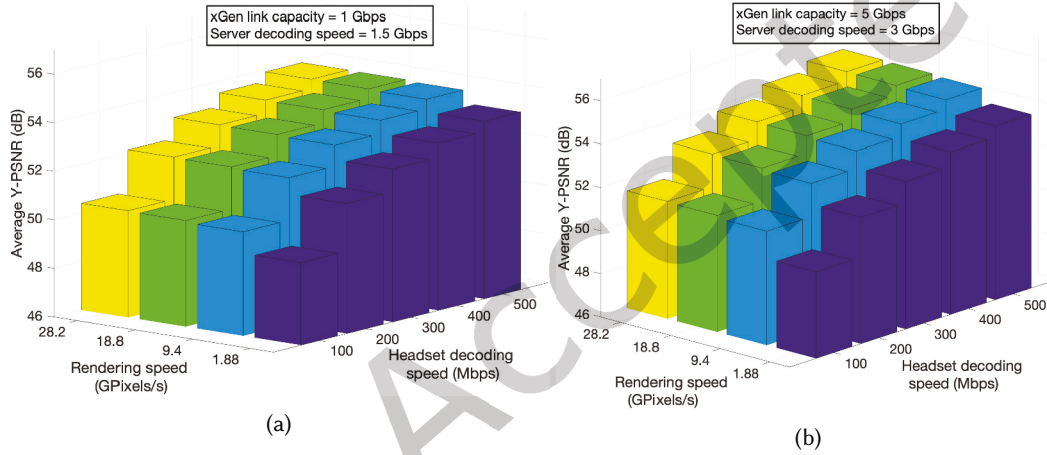 xGen link capacity = 1 Gbps
Server decoding speed = 1.5 Gbps
56
54
52
50
48
46
Average Y-PSNR (dB)
28.2
18.8
9.4
1.88
Rendering speed
(GPixels/s)
100
200
300
400
500
Headset decoding
speed (Mbps)
(a)
xGen link capacity = 5 Gbps
Server decoding speed = 3 Gbps
56
54
52
50
48
46
Average Y-PSNR (dB)
28.2
18.8
9.4
1.88
Rendering speed
(GPixels/s)
100
200
300
400
500
Headset decoding
speed (Mbps)
(b)
Accepte